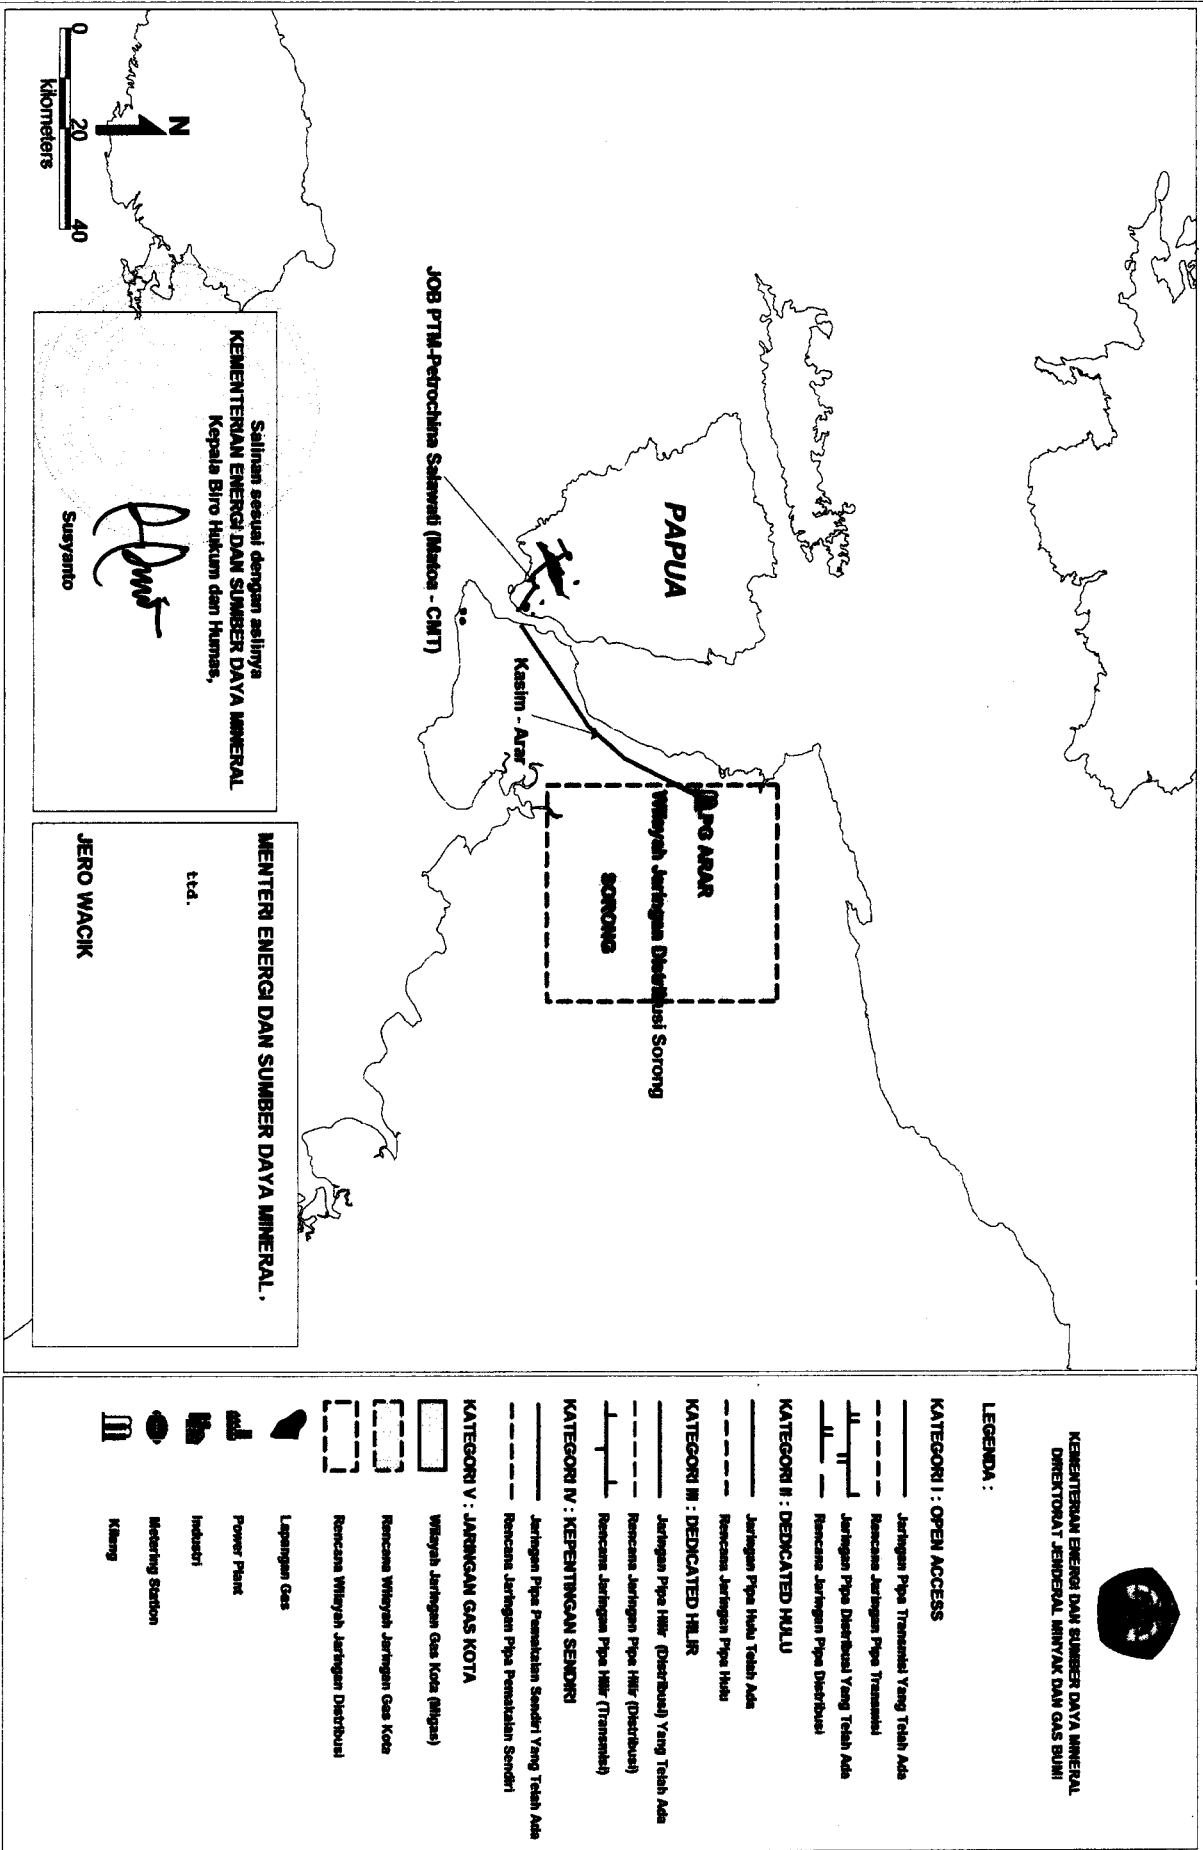 KEMENTERIAN ENERGI DAN SUMBER DAYA MINERAL
DIREKTORAT JENDERAL MINYAK DAN GAS BUMI
LEGENDA :
KATEGORI I : OPEN ACCESS
Jaringan Pipa Transmisi Yang Telah Ada
Rencana Jaringan Pipa Transmisi
Jaringan Pipa Distribusi Yang Telah Ada
Rencana Jaringan Pipa Distribusi
KATEGORI II : DEDICATED HULU
Jaringan Pipa Hulu Telah Ada
Rencana Jaringan Pipa Hulu
KATEGORI III : DEDICATED HILIR
Jaringan Pipa Hilir (Distribusi) Yang Telah Ada
Rencana Jaringan Pipa Hilir (Distribusi)
Rencana Jaringan Pipa Hilir (Transmisi)
KATEGORI IV : KEPENTINGAN SENDIRI
Jaringan Pipa Pemakaian Sendiri Yang Telah Ada
Rencana Jaringan Pipa Pemakaian Sendiri
KATEGORI V : JARINGAN GAS KOTA
Wilayah Jaringan Gas Kota (Migas)
Rencana Wilayah Jaringan Gas Kota
Rencana Wilayah Jaringan Distribusi
Lapangan Gas
Power Plant
Industri
Metering Station
Kilang
PAPUA
LPG ARAR
Wilayah Jaringan Distribusi Sorong
SORONG
Kasim - Arar
JOB PTM-Petrochina Salawati (Matoa - CMT)
N
0 20 40
kilometers
Salinan sesuai dengan aslinya
KEMENTERIAN ENERGI DAN SUMBER DAYA MINERAL
Kepala Biro Hukum dan Humas,
Susyanto
MENTERI ENERGI DAN SUMBER DAYA MINERAL,
ttd.
JERO WACIK